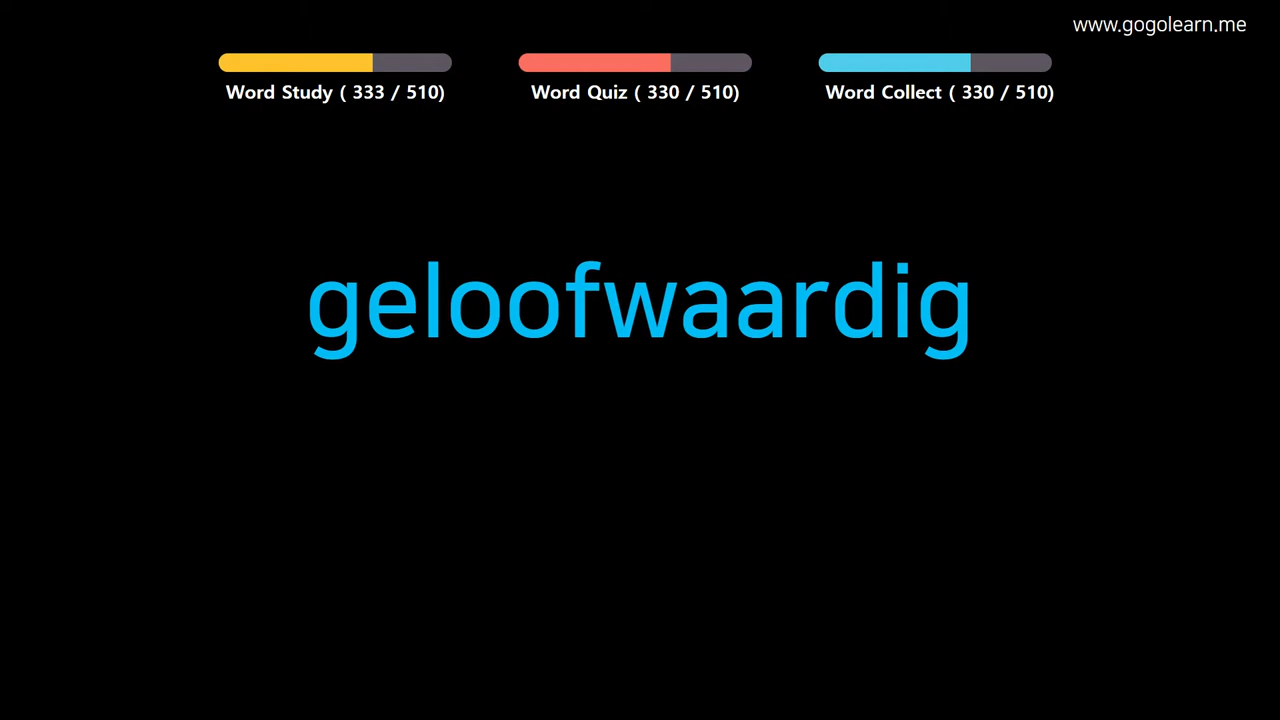 www.gogolearn.me
Word Study ( 333 / 510)
Word Quiz ( 330 / 510)
Word Collect ( 330 / 510)
geloofwaardig